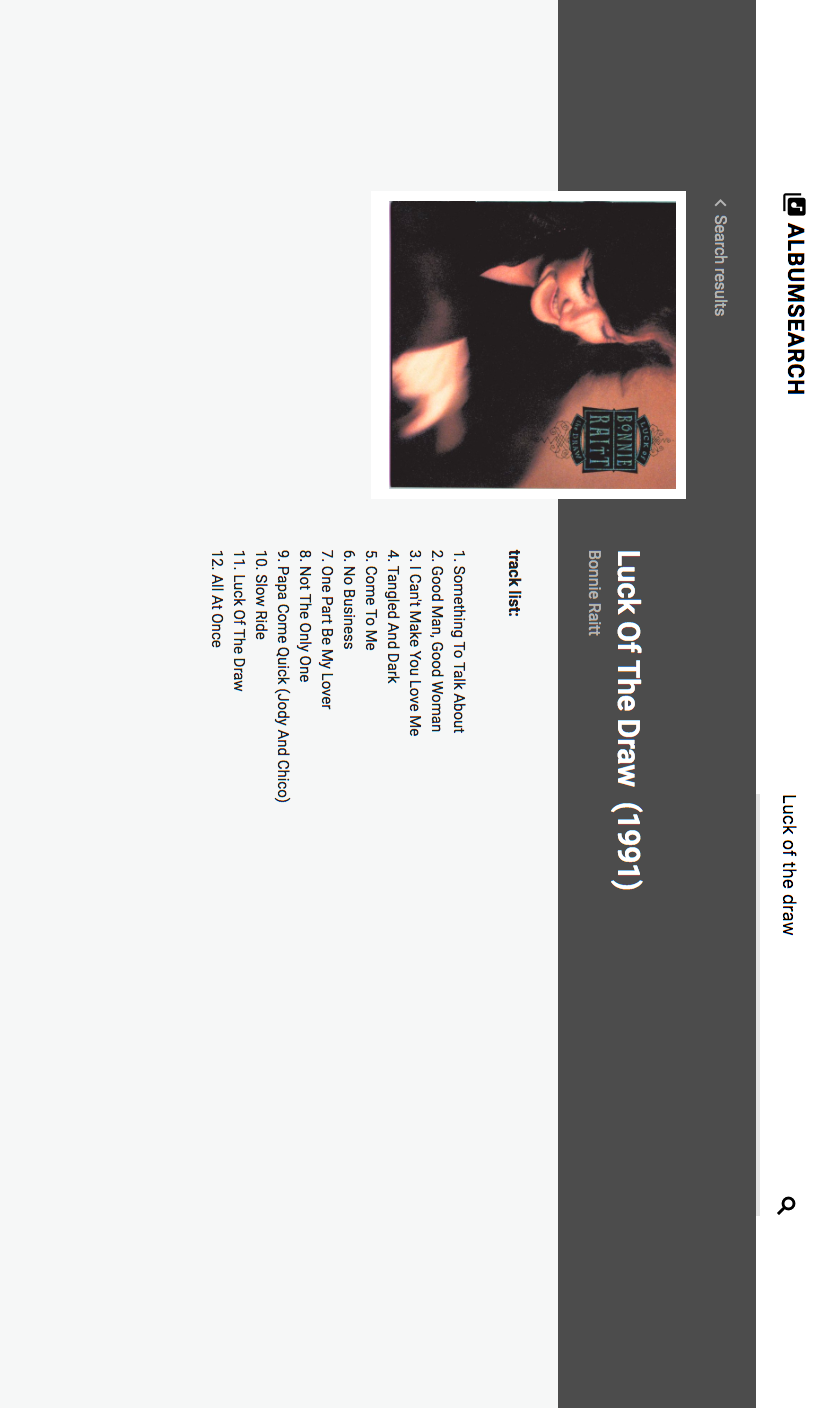 ALBUMSEARCH
Luck of the draw
Search results
LUCK OF
BONNIE
RAITT
THE DRAW
Luck Of The Draw (1991)
Bonnie Raitt
track list:
1. Something To Talk About
2. Good Man, Good Woman
3. I Can't Make You Love Me
4. Tangled And Dark
5. Come To Me
6. No Business
7. One Part Be My Lover
8. Not The Only One
9. Papa Come Quick (Jody And Chico)
10. Slow Ride
11. Luck Of The Draw
12. All At Once